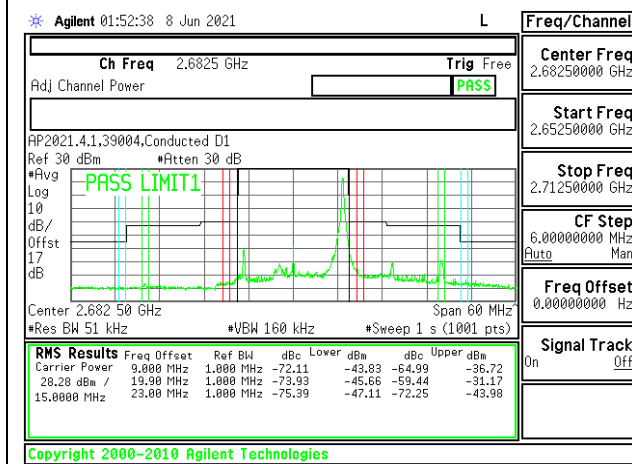 Agilent 01:52:38 8 Jun 2021 L Freq/Channel
Ch Freq 2.6825 GHz Trig Free
Adj Channel Power PASS
Center Freq
2.68250000 GHz
Start Freq
2.65250000 GHz
Stop Freq
2.71250000 GHz
CF Step
6.00000000 MHz
Auto Man
Freq Offset
0.00000000 Hz
Signal Track
On Off
AP2021.4.1,39004,Conducted D1
Ref 30 dBm #Atten 30 dB
#Avg
Log
10
dB/
Offst
17
dB
PASS LIMIT1
Center 2.682 50 GHz Span 60 MHz^
#Res BW 51 kHz #VBW 160 kHz #Sweep 1 s (1001 pts)
RMS Results Freq Offset Ref BW dBc Lower dBm dBc Upper dBm
Carrier Power 9.000 MHz 1.000 MHz -72.11 -43.83 -64.99 -36.72
28.28 dBm / 19.90 MHz 1.000 MHz -73.93 -45.66 -59.44 -31.17
15.0000 MHz 23.00 MHz 1.000 MHz -75.39 -47.11 -72.25 -43.98
Copyright 2000-2010 Agilent Technologies